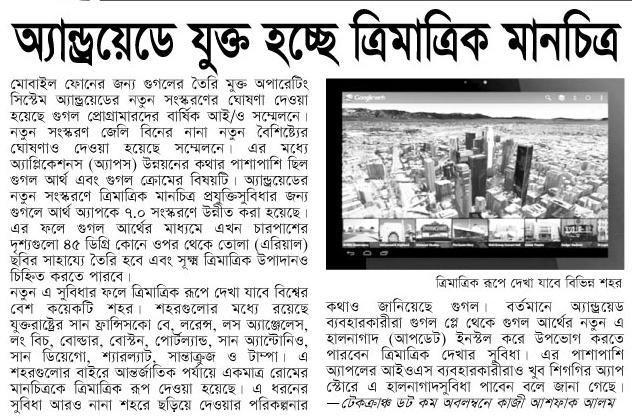 অ্যান্ড্রয়েডে যুক্ত হচ্ছে ত্রিমাত্রিক মানচিত্র
মোবাইল ফোনের জন্য গুগলের তৈরি মুক্ত অপারেটিং
সিস্টেম অ্যান্ড্রয়েডের নতুন সংস্করণের ঘোষণা দেওয়া
হয়েছে গুগল প্রোগ্রামারদের বার্ষিক আই/ও সম্মেলনে।
নতুন সংস্করণ জেলি বিনের নানা নতুন বৈশিষ্ট্যের
ঘোষণাও দেওয়া হয়েছে সম্মেলনে। এর মধ্যে
অ্যাপ্লিকেশনস (অ্যাপস) উন্নয়নের কথার পাশাপাশি ছিল
গুগল আর্থ এবং গুগল ক্রোমের বিষয়টি। অ্যান্ড্রয়েডের
নতুন সংস্করণে ত্রিমাত্রিক মানচিত্র প্রযুক্তিসুবিধার জন্য
গুগলে আর্থ অ্যাপকে ৭.০ সংস্করণে উন্নীত করা হয়েছে।
এর ফলে গুগল আর্থের মাধ্যমে এখন চারপাশের
দৃশ্যগুলো ৪৫ ডিগ্রি কোনে ওপর থেকে তোলা (এরিয়াল)
ছবির সাহায্যে তৈরি হবে এবং সূক্ষ্ম ত্রিমাত্রিক উপাদানও
চিহ্নিত করতে পারবে।
নতুন এ সুবিধার ফলে ত্রিমাত্রিক রূপে দেখা যাবে বিশ্বের
বেশ কয়েকটি শহর। শহরগুলোর মধ্যে রয়েছে
যুক্তরাষ্ট্রের সান ফ্রান্সিসকো বে, লরেন্স, লস অ্যাঞ্জেলেস,
লং বিচ, বোল্ডার, বোস্টন, পোর্টল্যান্ড, সান অ্যান্টোনিও,
সান ডিয়েগো, শ্যারল্যাট, সান্তাক্রুজ ও টাম্পা। এ
শহরগুলোর বাইরে আন্তর্জাতিক পর্যায়ে একমাত্র রোমের
মানচিত্রকে ত্রিমাত্রিক রূপ দেওয়া হয়েছে। এ ধরনের
সুবিধা আরও নানা শহরে ছড়িয়ে দেওয়ার পরিকল্পনার
Google earth
ত্রিমাত্রিক রূপে দেখা যাবে বিভিন্ন শহর
কথাও জানিয়েছে গুগল। বর্তমানে অ্যান্ড্রয়েড
ব্যবহারকারীরা গুগল প্লে থেকে গুগল আর্থের নতুন এ
হালনাগাদ (আপডেট) ইনস্টল করে উপভোগ করতে
পারবেন ত্রিমাত্রিক দেখার সুবিধা। এর পাশাপাশি
অ্যাপলের আইওএস ব্যবহারকারীরাও খুব শিগগির অ্যাপ
স্টোরে এ হালনাগাদসুবিধা পাবেন বলে জানা গেছে।
—টেকক্রাঞ্চ ডট কম অবলম্বনে কাজী আশফাক আলম